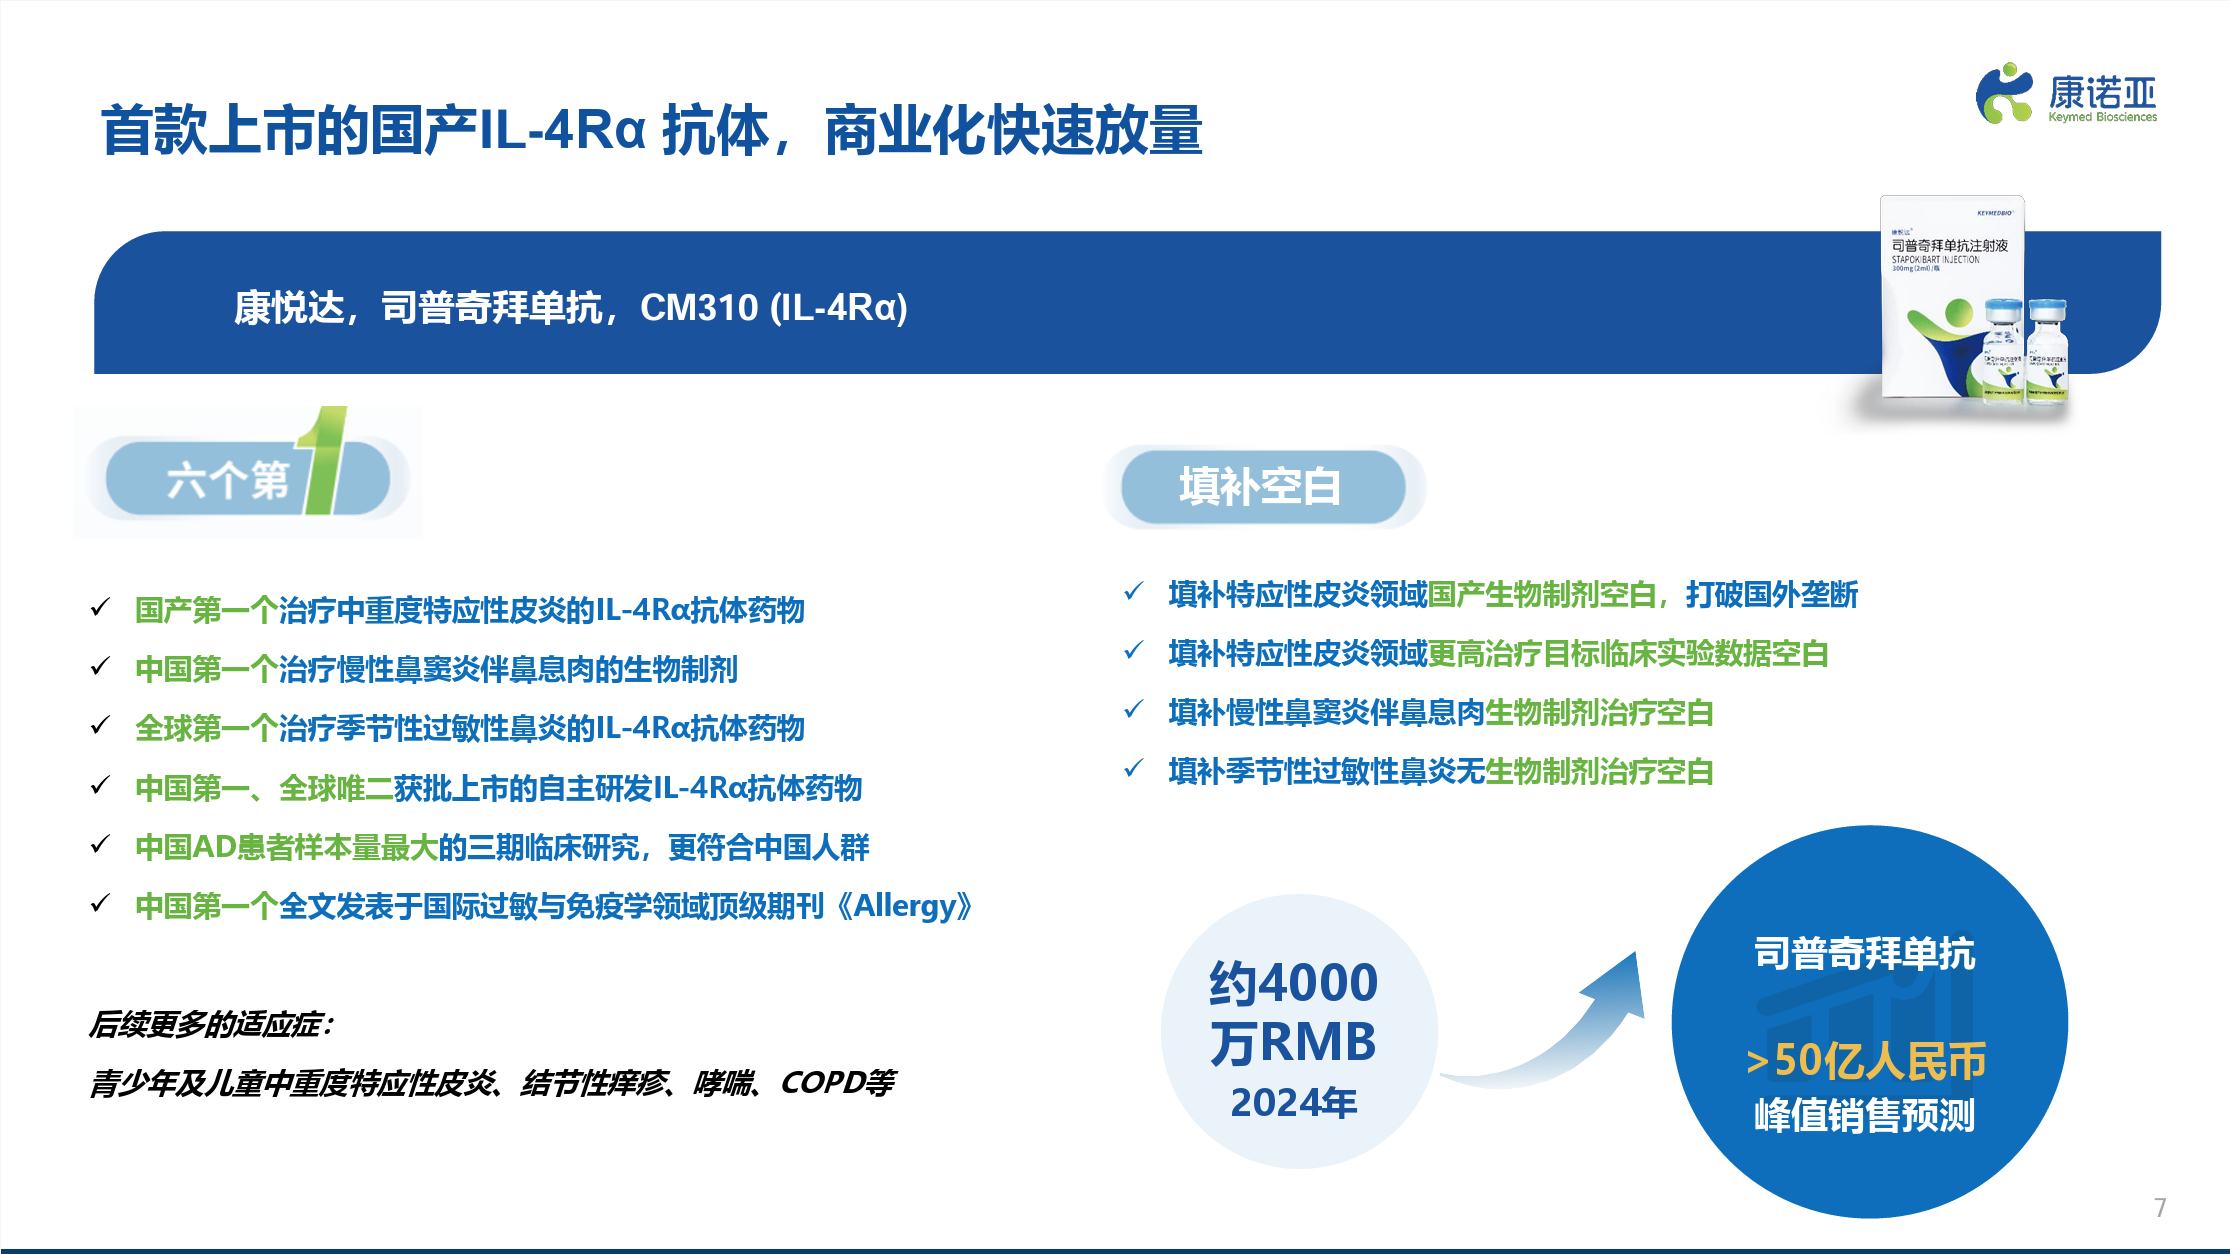 首款上市的国产IL-4Rα 抗体，商业化快速放量
康诺亚
Keymed Biosciences
康悦达，司普奇拜单抗，CM310 (IL-4Rα)
KEYMEDBIO
康悦达
司普奇拜单抗注射液
STAPOKIBART INJECTION
300mg(2ml)/瓶
六个第1
国产第一个治疗中重度特应性皮炎的IL-4Rα抗体药物
中国第一个治疗慢性鼻窦炎伴鼻息肉的生物制剂
全球第一个治疗季节性过敏性鼻炎的IL-4Rα抗体药物
中国第一、全球唯二获批上市的自主研发IL-4Rα抗体药物
中国AD患者样本量最大的三期临床研究，更符合中国人群
中国第一个全文发表于国际过敏与免疫学领域顶级期刊《Allergy》
后续更多的适应症：
青少年及儿童中重度特应性皮炎、结节性痒疹、哮喘、COPD等
填补空白
填补特应性皮炎领域国产生物制剂空白，打破国外垄断
填补特应性皮炎领域更高治疗目标临床实验数据空白
填补慢性鼻窦炎伴鼻息肉生物制剂治疗空白
填补季节性过敏性鼻炎无生物制剂治疗空白
约4000
万RMB
2024年
司普奇拜单抗
>50亿人民币
峰值销售预测
7